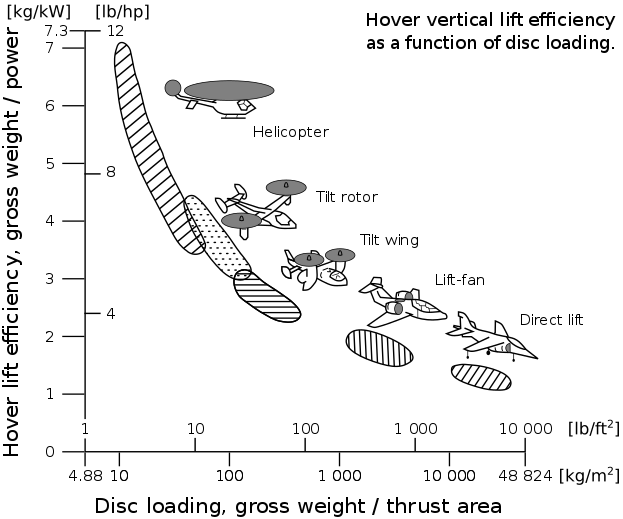 [kg/kW] [lb/hp]
Hover vertical lift efficiency
as a function of disc loading.
7.3 12
7
6
Helicopter
5
8
Tilt rotor
4
Tilt wing
3
Lift-fan
4
Direct lift
2
1
Hover lift efficiency, gross weight / power
1 10 100 1 000 10 000 [lb/ft²]
0
4.88 10 100 1 000 10 000 48 824 [kg/m²]
Disc loading, gross weight / thrust area